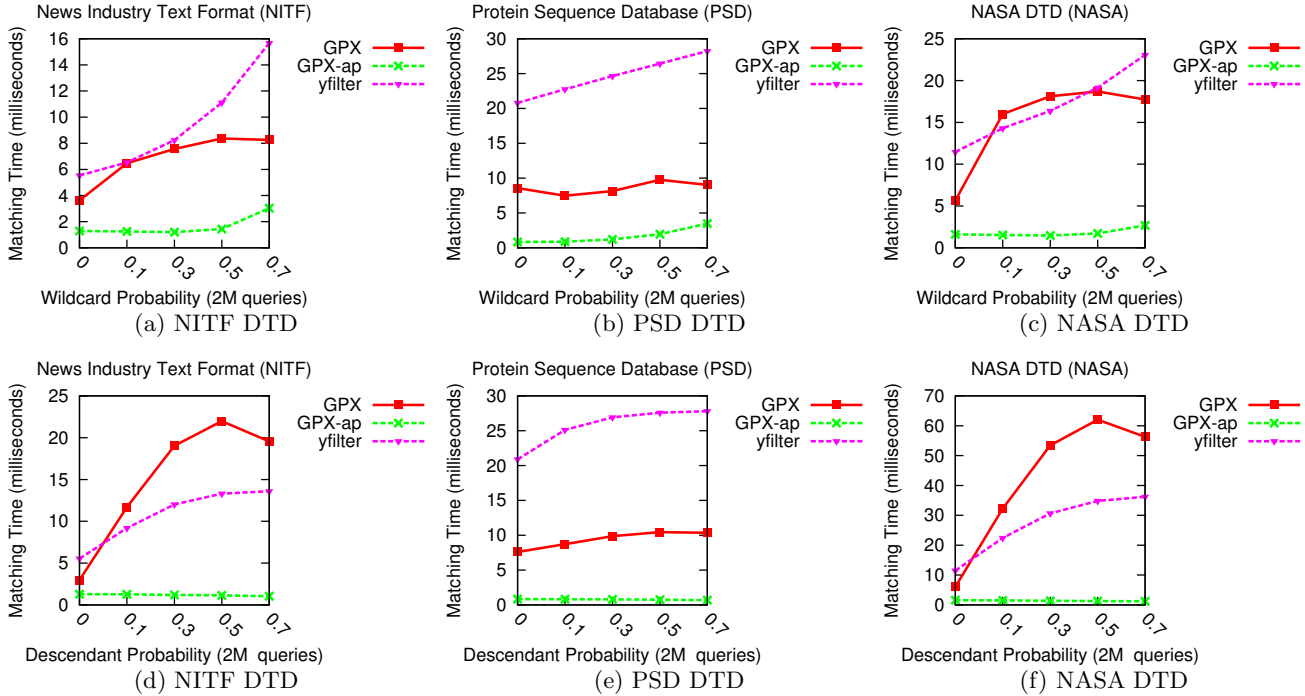 News Industry Text Format (NITF)
Matching Time (milliseconds)
16
14
12
10
8
6
4
2
0
0
0.1
0.3
0.5
0.7
Wildcard Probability (2M queries)
GPX
GPX-ap
yfilter
(a) NITF DTD
Protein Sequence Database (PSD)
Matching Time (milliseconds)
30
25
20
15
10
5
0
0
0.1
0.3
0.5
0.7
Wildcard Probability (2M queries)
GPX
GPX-ap
yfilter
(b) PSD DTD
NASA DTD (NASA)
Matching Time (milliseconds)
25
20
15
10
5
0
0
0.1
0.3
0.5
0.7
Wildcard Probability (2M queries)
GPX
GPX-ap
yfilter
(c) NASA DTD
News Industry Text Format (NITF)
Matching Time (milliseconds)
25
20
15
10
5
0
0
0.1
0.3
0.5
0.7
Descendant Probability (2M queries)
GPX
GPX-ap
yfilter
(d) NITF DTD
Protein Sequence Database (PSD)
Matching Time (milliseconds)
30
25
20
15
10
5
0
0
0.1
0.3
0.5
0.7
Descendant Probability (2M queries)
GPX
GPX-ap
yfilter
(e) PSD DTD
NASA DTD (NASA)
Matching Time (milliseconds)
70
60
50
40
30
20
10
0
0
0.1
0.3
0.5
0.7
Descendant Probability (2M queries)
GPX
GPX-ap
yfilter
(f) NASA DTD